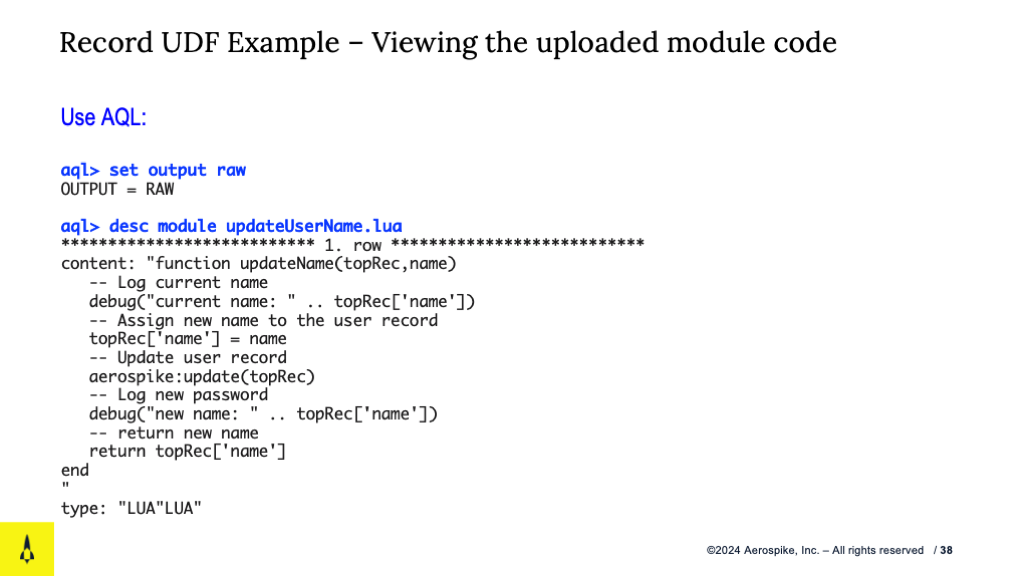 Record UDF Example – Viewing the uploaded module code
Use AQL:
aql> set output raw
OUTPUT = RAW
aql> desc module updateUserName.lua
*************************** 1. row ***************************
content: "function updateName(topRec,name)
   -- Log current name
   debug("current name: " .. topRec['name'])
   -- Assign new name to the user record
   topRec['name'] = name
   -- Update user record
   aerospike:update(topRec)
   -- Log new password
   debug("new name: " .. topRec['name'])
   -- return new name
   return topRec['name']
end
"
type: "LUA"LUA"
©2024 Aerospike, Inc. – All rights reserved / 38